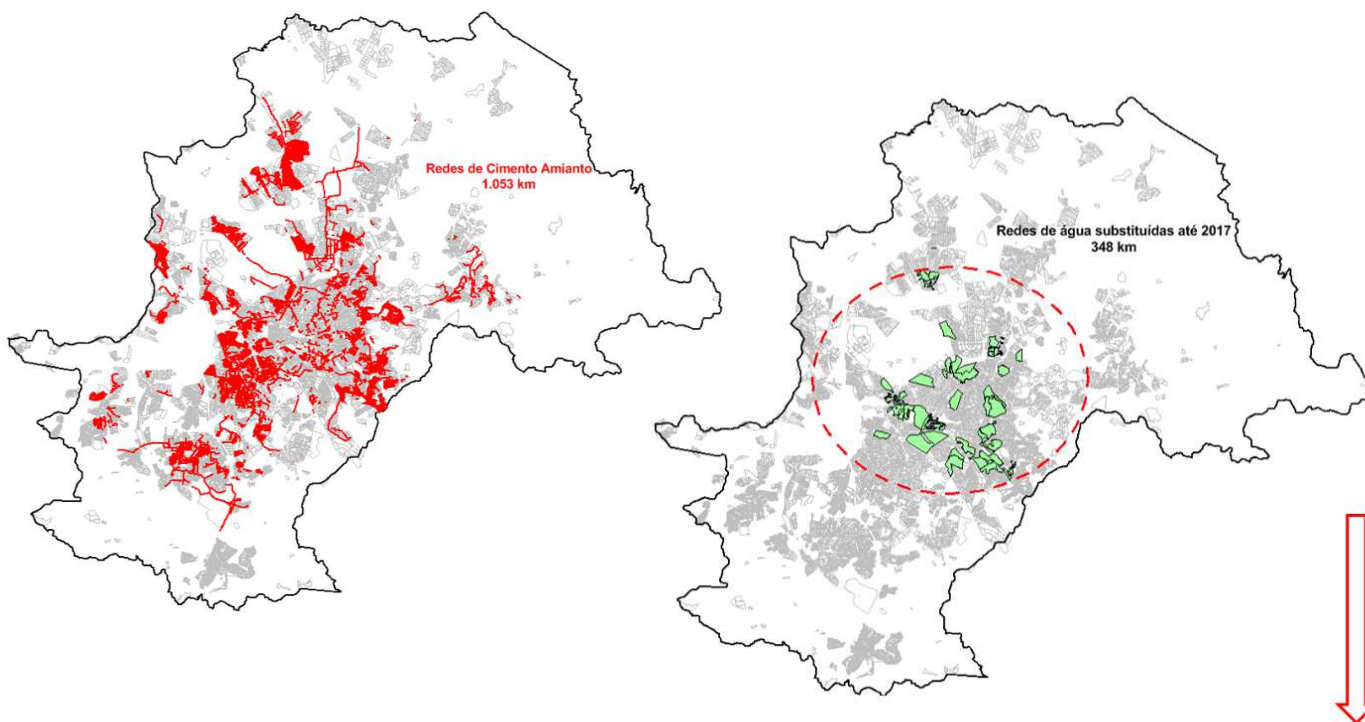 Redes de Cimento Amianto
1.053 km
Redes de água substituídas até 2017
348 km